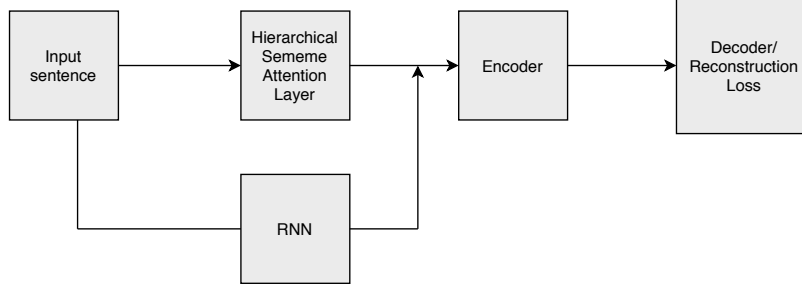 Input
sentence
Hierarchical
Sememe
Attention
Layer
Encoder
Decoder/
Reconstruction
Loss
RNN